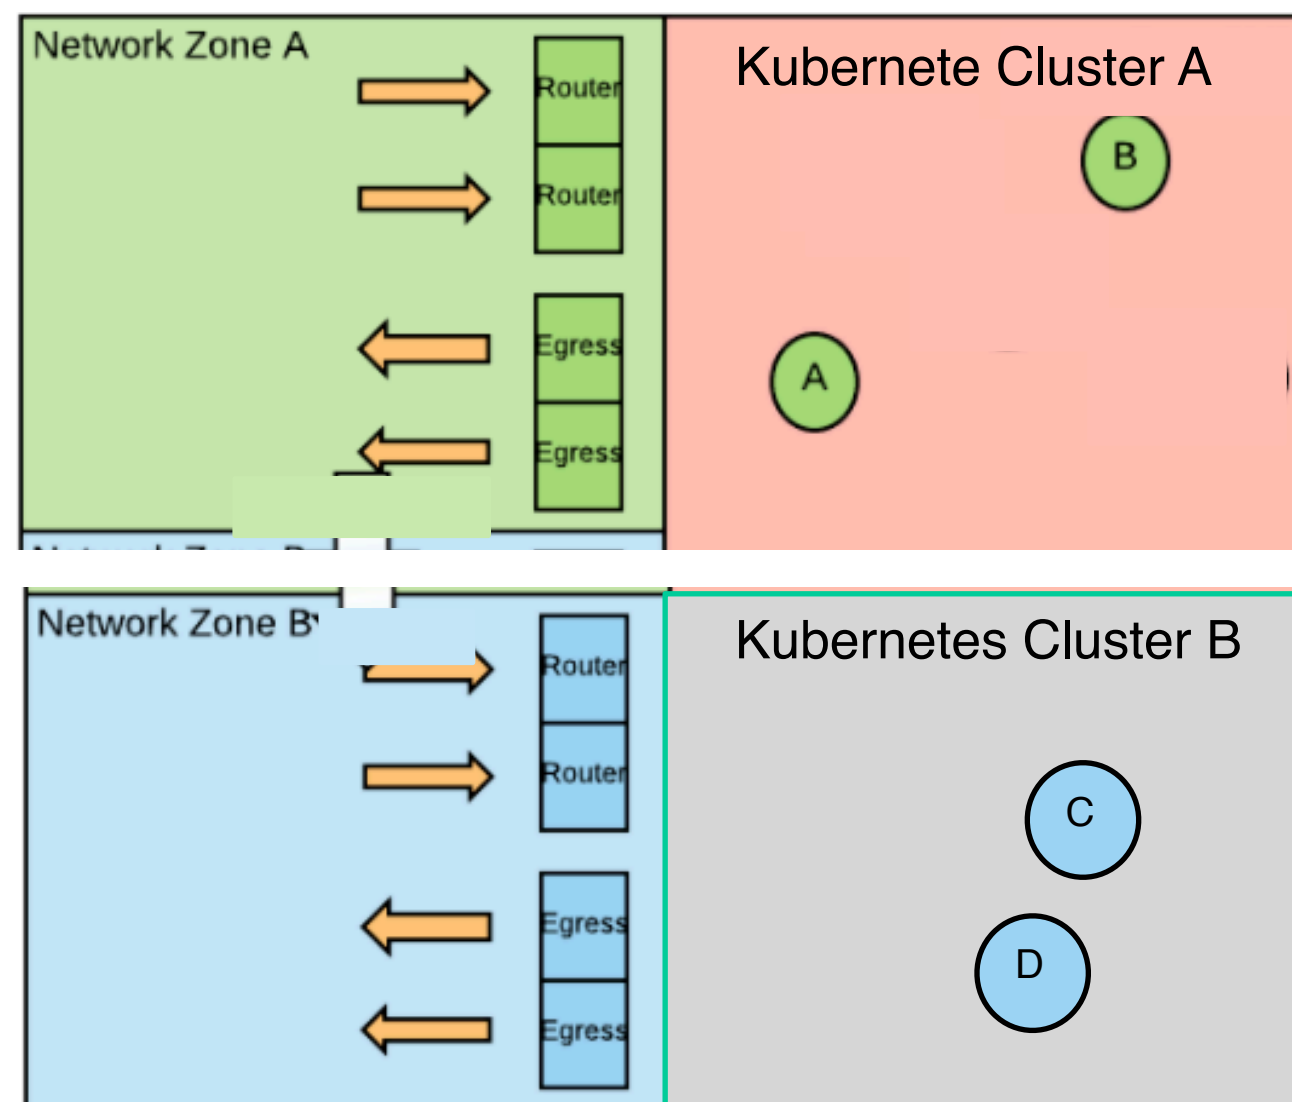 Network Zone A
Kubernete Cluster A
Router
B
Router
Egress
A
Egress
Network Zone B
Kubernetes Cluster B
Router
Router
C
Egress
D
Egress